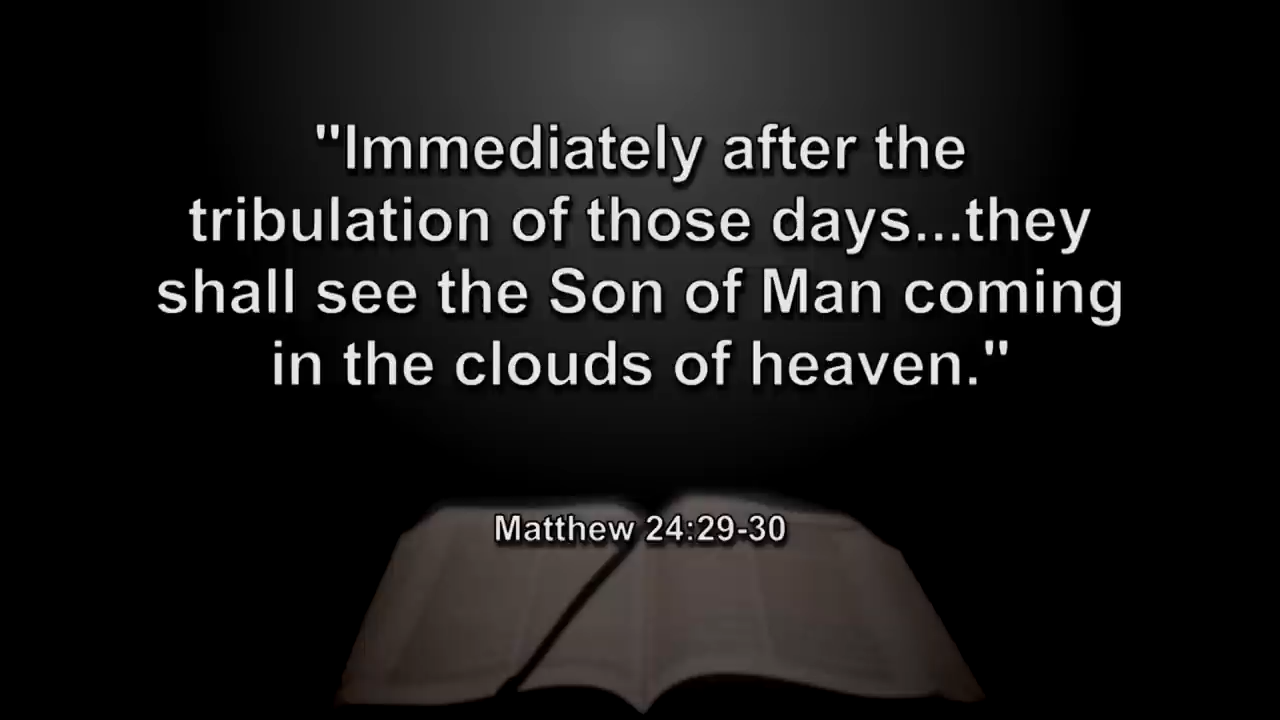 "Immediately after the
tribulation of those days...they
shall see the Son of Man coming
in the clouds of heaven."
Matthew 24:29-30